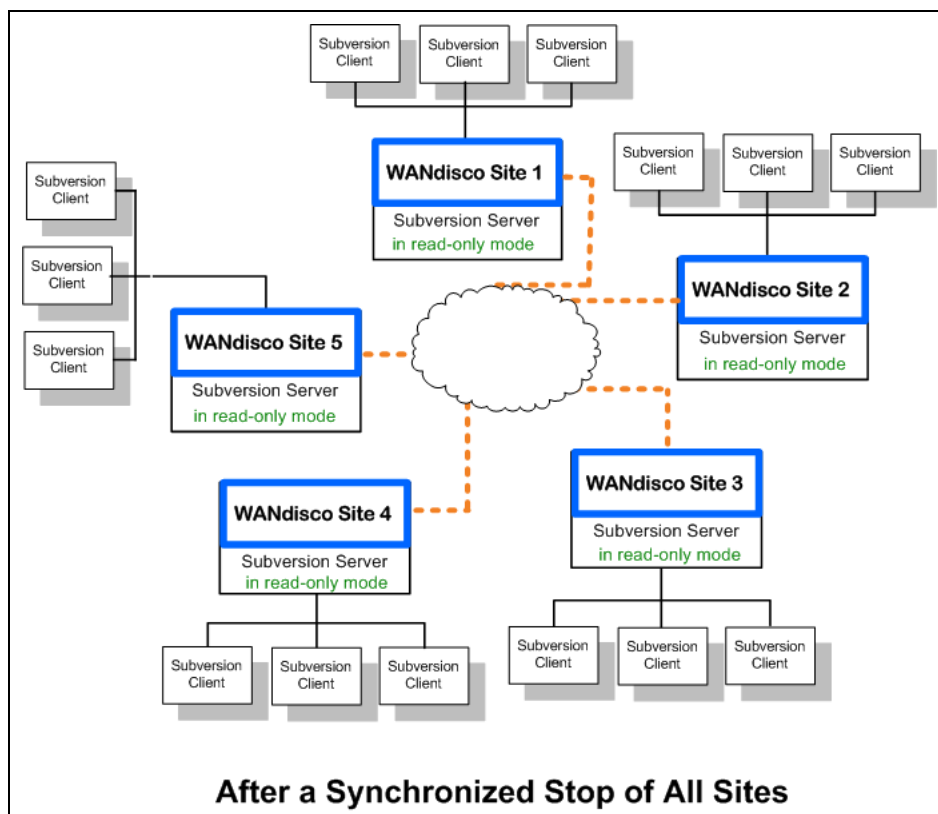 Subversion
Client
Subversion
Client
Subversion
Client
WANdisco Site 1
Subversion Server
in read-only mode
Subversion
Client
Subversion
Client
Subversion
Client
WANdisco Site 2
Subversion Server
in read-only mode
Subversion
Client
Subversion
Client
Subversion
Client
WANdisco Site 5
Subversion Server
in read-only mode
WANdisco Site 3
Subversion Server
in read-only mode
Subversion
Client
Subversion
Client
Subversion
Client
WANdisco Site 4
Subversion Server
in read-only mode
Subversion
Client
Subversion
Client
Subversion
Client
After a Synchronized Stop of All Sites